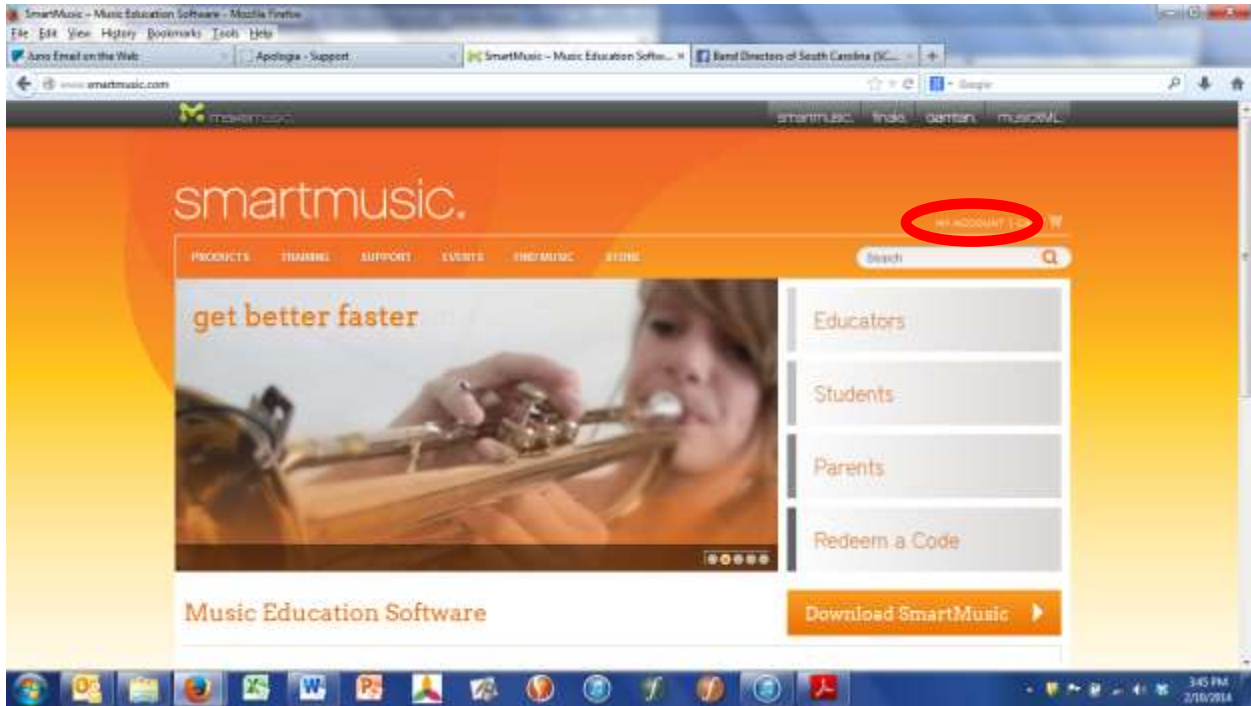 SmartMusic – Music Education Software - Mozilla Firefox
File Edit View History Bookmarks Tools Help
Juno Email on the Web
Apologia - Support
SmartMusic – Music Education Softw...
Band Directors of South Carolina (SC...
www.smartmusic.com
Google
makemusic.
smartmusic. finale. garritan. musicXML.
smartmusic.
MY ACCOUNT
PRODUCTS TRAINING SUPPORT EVENTS FIND MUSIC STORE
Search
get better faster
Educators
Students
Parents
Redeem a Code
Music Education Software
Download SmartMusic
3:45 PM
2/10/2014